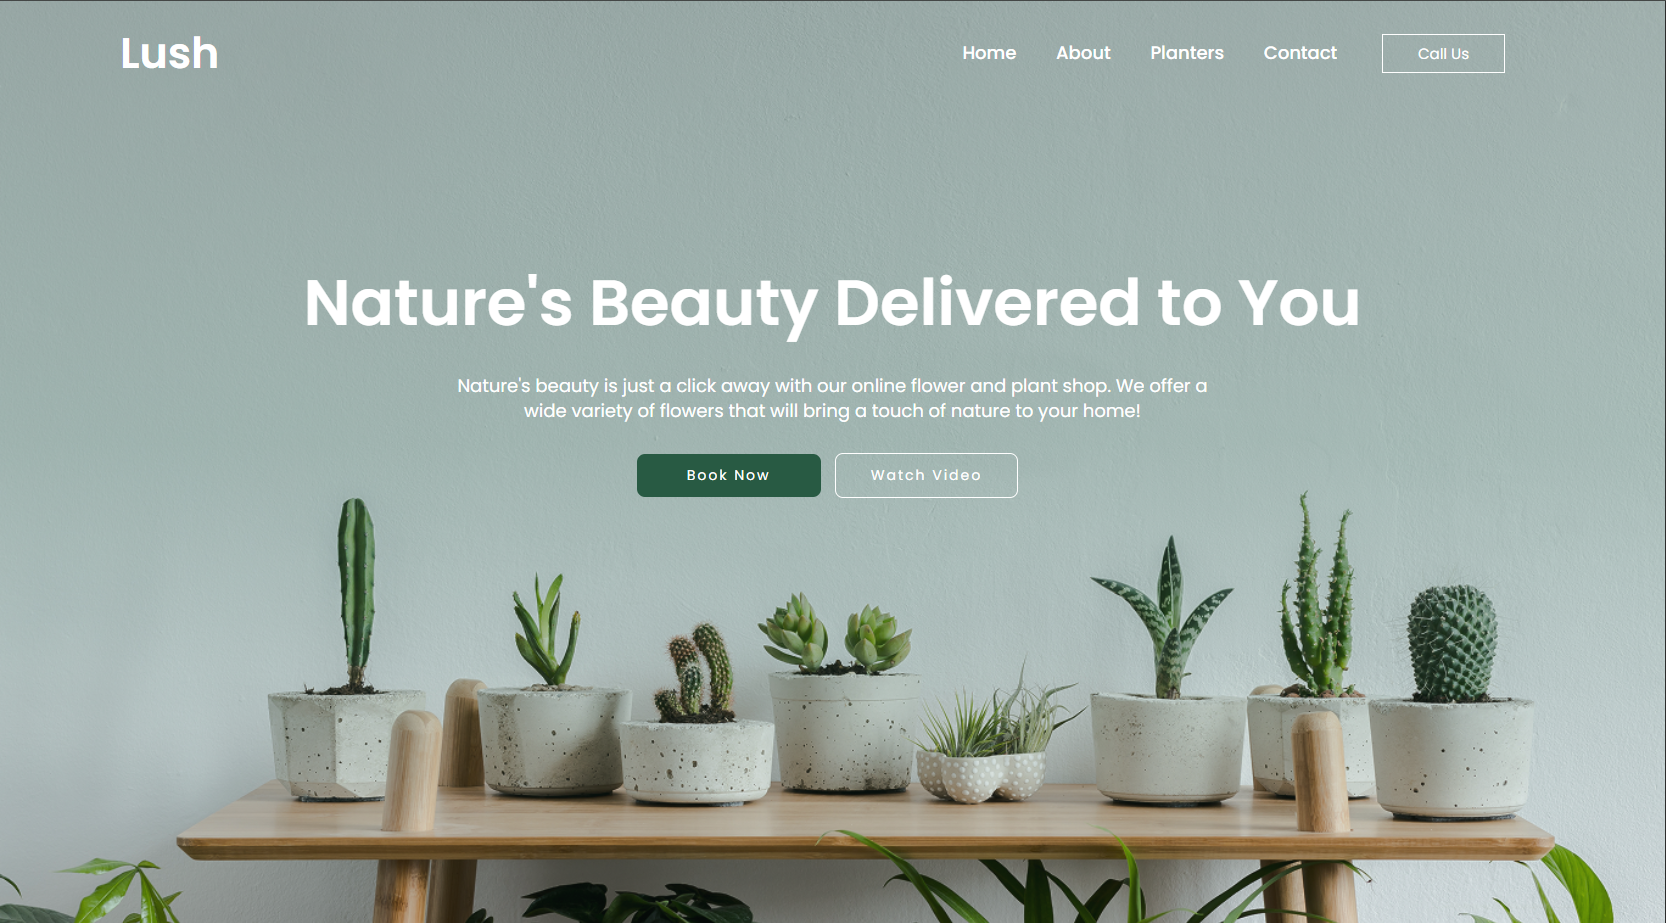 Lush
Home About Planters Contact Call Us
Nature's Beauty Delivered to You
Nature's beauty is just a click away with our online flower and plant shop. We offer a
wide variety of flowers that will bring a touch of nature to your home!
Book Now Watch Video